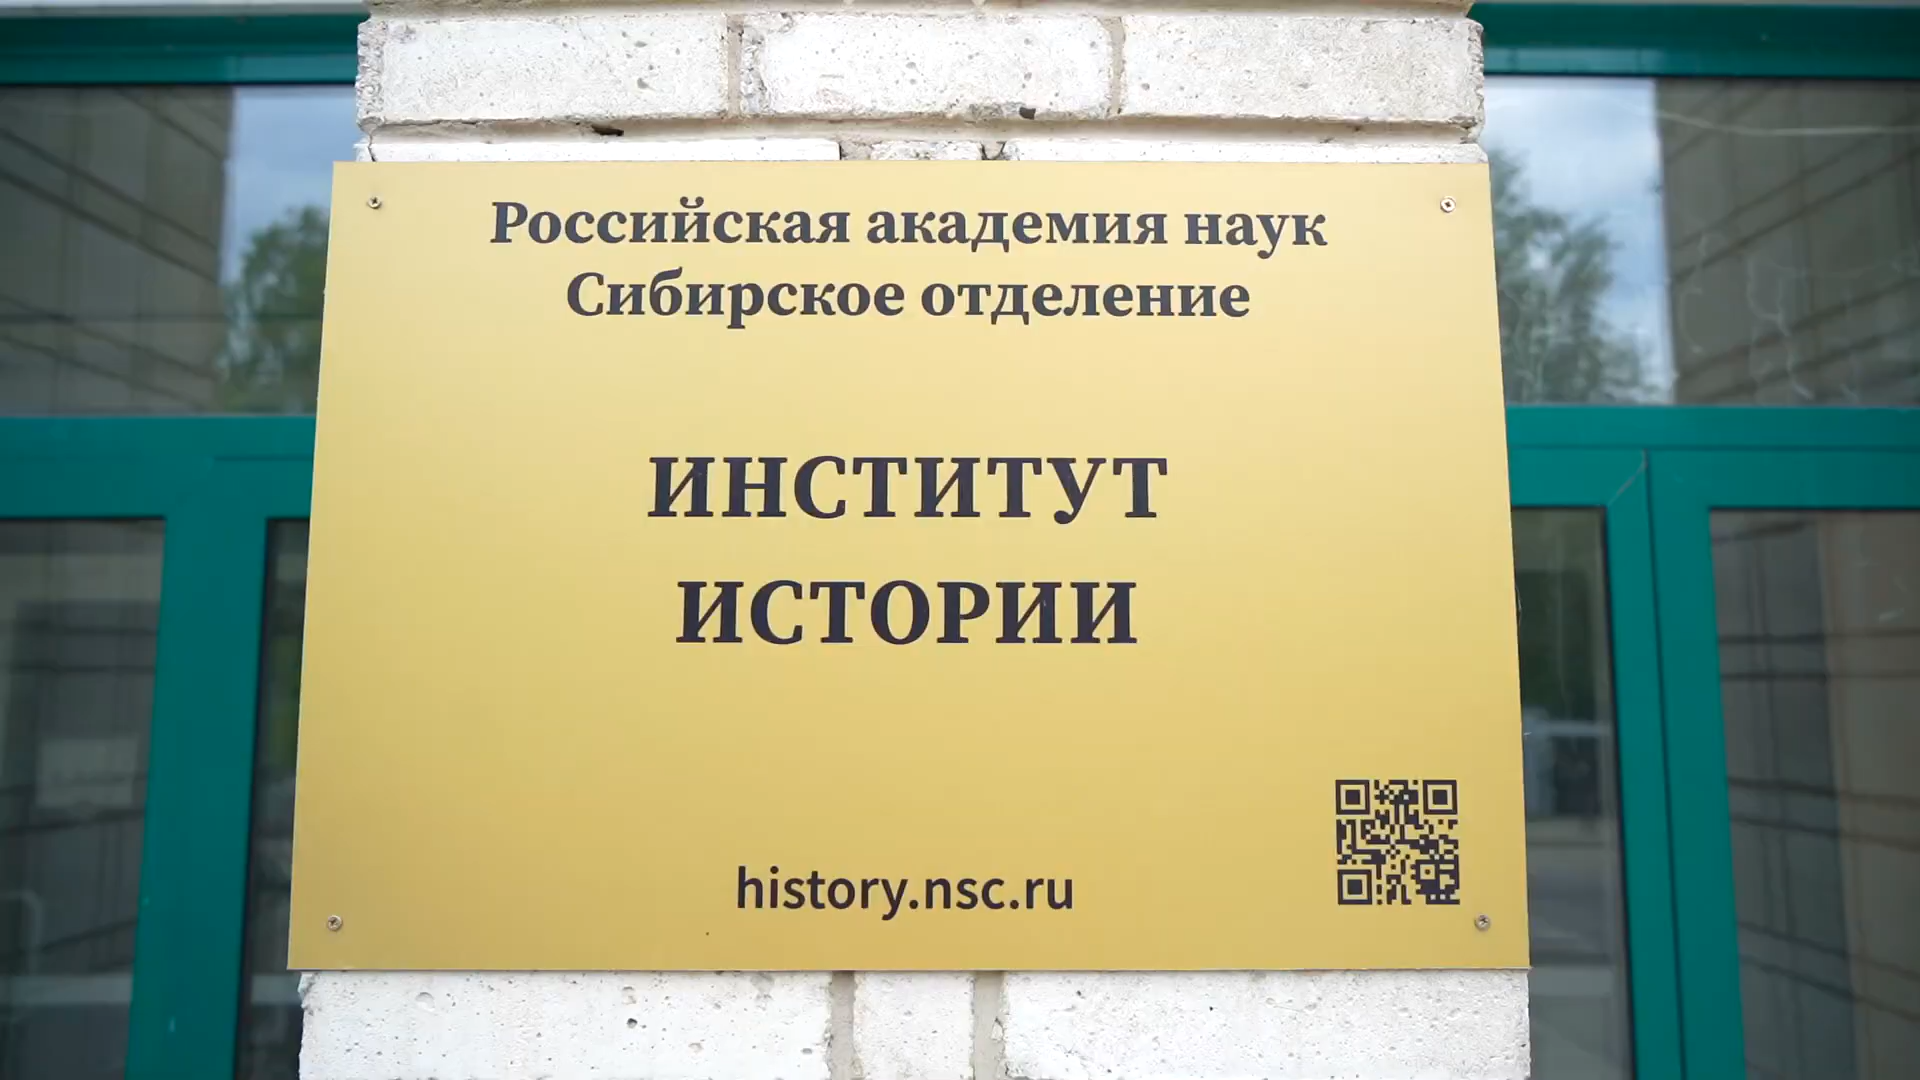 Российская академия наук
Сибирское отделение
ИНСТИТУТ
ИСТОРИИ
history.nsc.ru